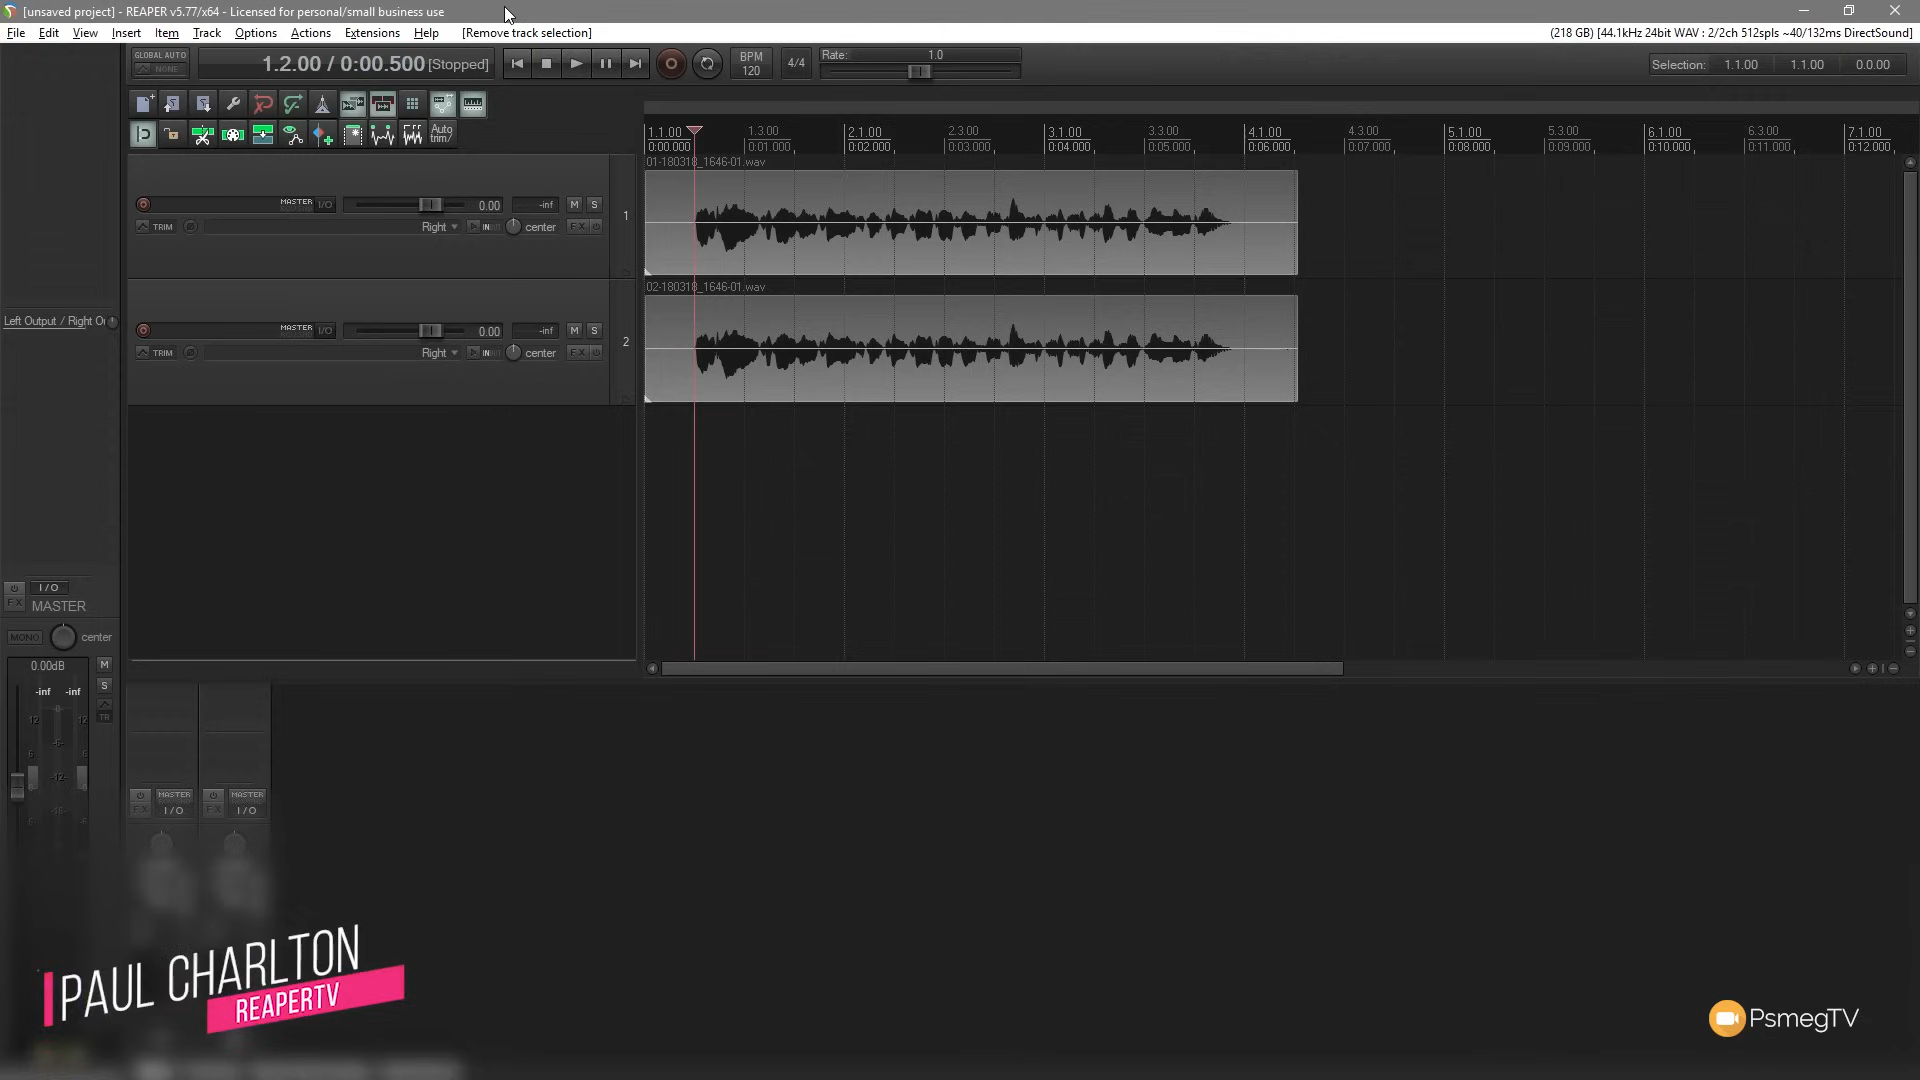 [unsaved project] - REAPER v5.77/x64 - Licensed for personal/small business use
File Edit View Insert Item Track Options Actions Extensions Help [Remove track selection]
(218 GB) [44.1kHz 24bit WAV : 2/2ch 512spls ~40/132ms DirectSound]
GLOBAL AUTO
NONE
1.2.00 / 0:00.500 [Stopped]
BPM
120
4/4
Rate: 1.0
Selection: 1.1.00 1.1.00 0.0.00
Auto
trim/
1.1.00 1.3.00 2.1.00 2.3.00 3.1.00 3.3.00 4.1.00 4.3.00 5.1.00 5.3.00 6.1.00 6.3.00 7.1.00
0:00.000 0:01.000 0:02.000 0:03.000 0:04.000 0:05.000 0:06.000 0:07.000 0:08.000 0:09.000 0:10.000 0:11.000 0:12.000
01-180318_1646-01.wav
MASTER I/O 0.00 -inf M S
1
TRIM Right IN center FX
02-180318_1646-01.wav
MASTER I/O 0.00 -inf M S
2
TRIM Right IN center FX
Left Output / Right O
I/O
FX MASTER
MONO center
0.00dB M
-inf -inf S
TR
12 12
-6-
6 6
-12-
MASTER MASTER
FX I/O FX I/O
PAUL CHARLTON
REAPERTV
PsmegTV